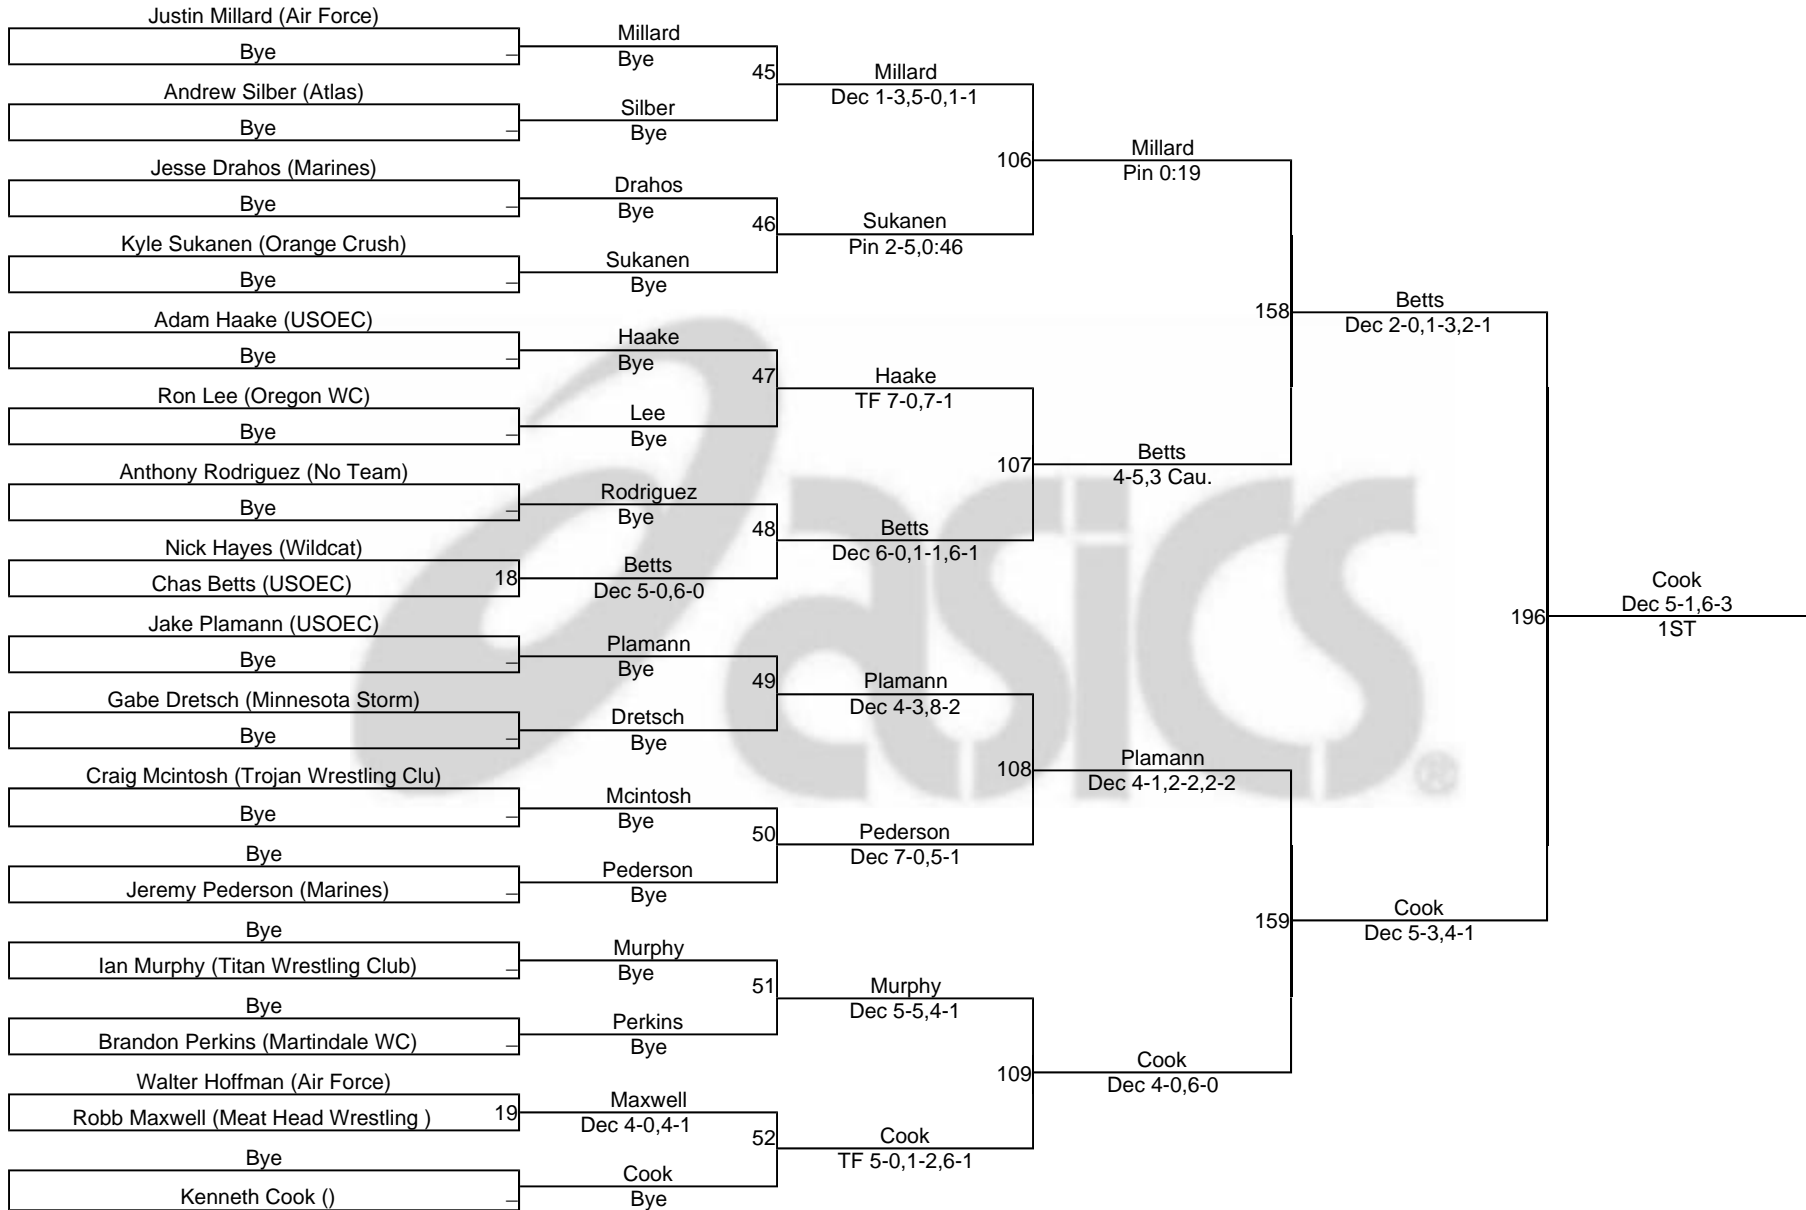 Justin Millard (Air Force)
Bye
_
Andrew Silber (Atlas)
Bye
_
Jesse Drahos (Marines)
Bye
_
Kyle Sukanen (Orange Crush)
Bye
_
Adam Haake (USOEC)
Bye
_
Ron Lee (Oregon WC)
Bye
_
Anthony Rodriguez (No Team)
Bye
_
Nick Hayes (Wildcat)
Chas Betts (USOEC)
18
Jake Plamann (USOEC)
Bye
_
Gabe Dretsch (Minnesota Storm)
Bye
_
Craig Mcintosh (Trojan Wrestling Clu)
Bye
_
Bye
Jeremy Pederson (Marines)
_
Bye
Ian Murphy (Titan Wrestling Club)
_
Bye
Brandon Perkins (Martindale WC)
_
Walter Hoffman (Air Force)
Robb Maxwell (Meat Head Wrestling )
19
Bye
Kenneth Cook ()
_
Millard
Bye
45
Silber
Bye
Drahos
Bye
46
Sukanen
Bye
Haake
Bye
47
Lee
Bye
Rodriguez
Bye
48
Betts
Dec 5-0,6-0
Plamann
Bye
49
Dretsch
Bye
Mcintosh
Bye
50
Pederson
Bye
Murphy
Bye
51
Perkins
Bye
Maxwell
Dec 4-0,4-1
52
Cook
Bye
Millard
Dec 1-3,5-0,1-1
106
Sukanen
Pin 2-5,0:46
Haake
TF 7-0,7-1
107
Betts
Dec 6-0,1-1,6-1
Plamann
Dec 4-3,8-2
108
Pederson
Dec 7-0,5-1
Murphy
Dec 5-5,4-1
109
Cook
TF 5-0,1-2,6-1
Millard
Pin 0:19
158
Betts
4-5,3 Cau.
Plamann
Dec 4-1,2-2,2-2
159
Cook
Dec 4-0,6-0
Betts
Dec 2-0,1-3,2-1
196
Cook
Dec 5-3,4-1
Cook
Dec 5-1,6-3
1ST
asics®